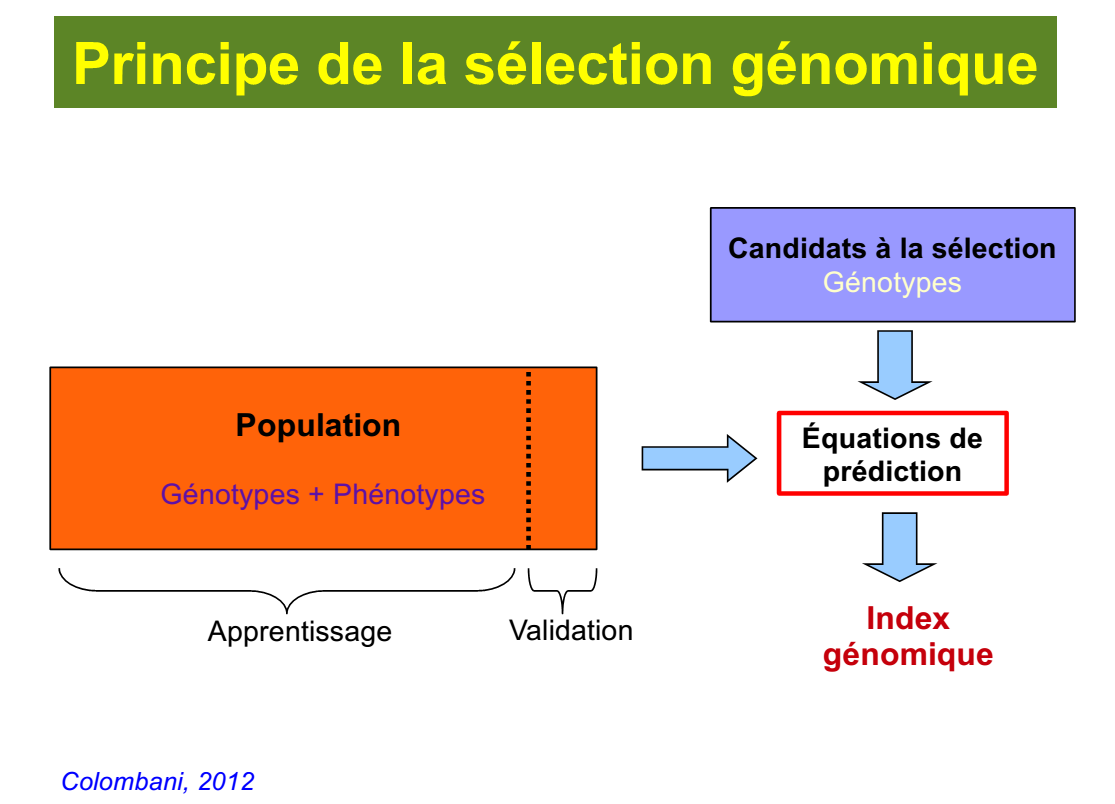 Principe de la sélection génomique
Candidats à la sélection
Génotypes
Population
Génotypes + Phénotypes
Équations de
prédiction
Apprentissage
Validation
Index
génomique
Colombani, 2012